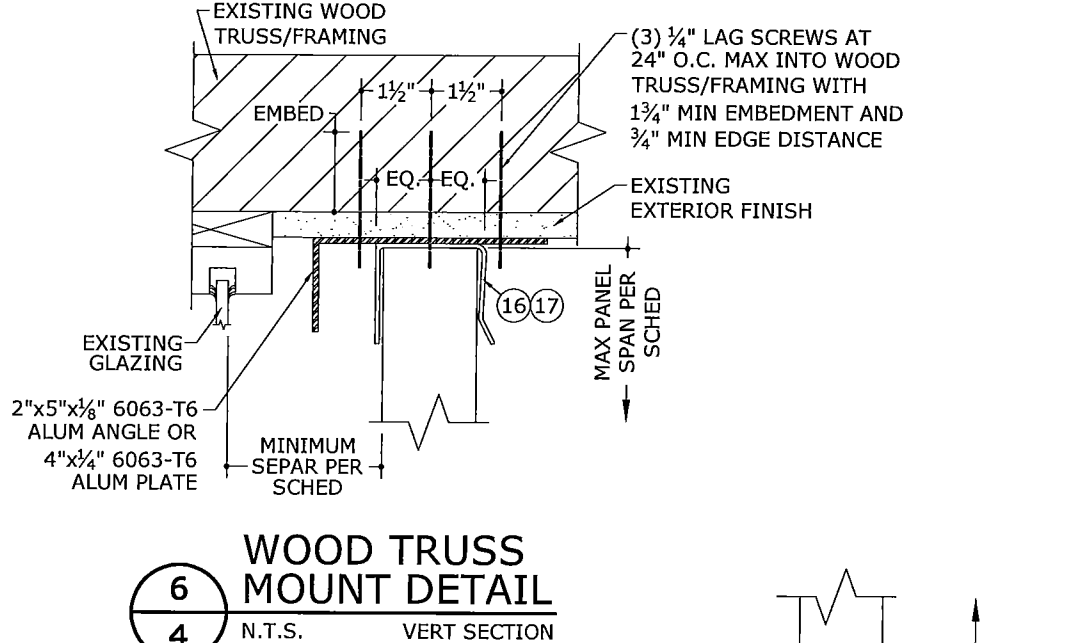 EXISTING WOOD
TRUSS/FRAMING
(3) ¼" LAG SCREWS AT
24" O.C. MAX INTO WOOD
TRUSS/FRAMING WITH
1¾" MIN EMBEDMENT AND
¾" MIN EDGE DISTANCE
1½" 1½"
EMBED
EQ. EQ.
EXISTING
EXTERIOR FINISH
16 17
MAX PANEL
SPAN PER
SCHED
EXISTING
GLAZING
2"x5"x⅛" 6063-T6
ALUM ANGLE OR
4"x¼" 6063-T6
ALUM PLATE
MINIMUM
SEPAR PER
SCHED
6
4
WOOD TRUSS
MOUNT DETAIL
N.T.S. VERT SECTION